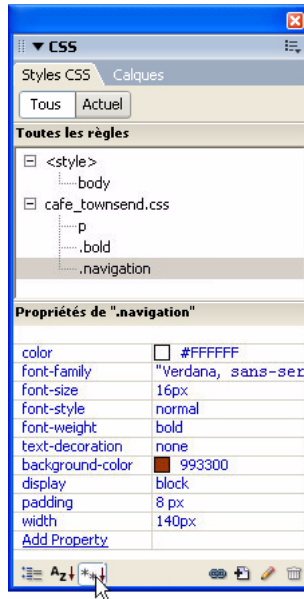 CSS
Styles CSS Calques
Tous Actuel
Toutes les règles
<style>
body
cafe_townsend.css
p
.bold
.navigation
Propriétés de ".navigation"
color #FFFFFF
font-family "Verdana, sans-ser
font-size 16px
font-style normal
font-weight bold
text-decoration none
background-color 993300
display block
padding 8 px
width 140px
Add Property
Az↓ **↓